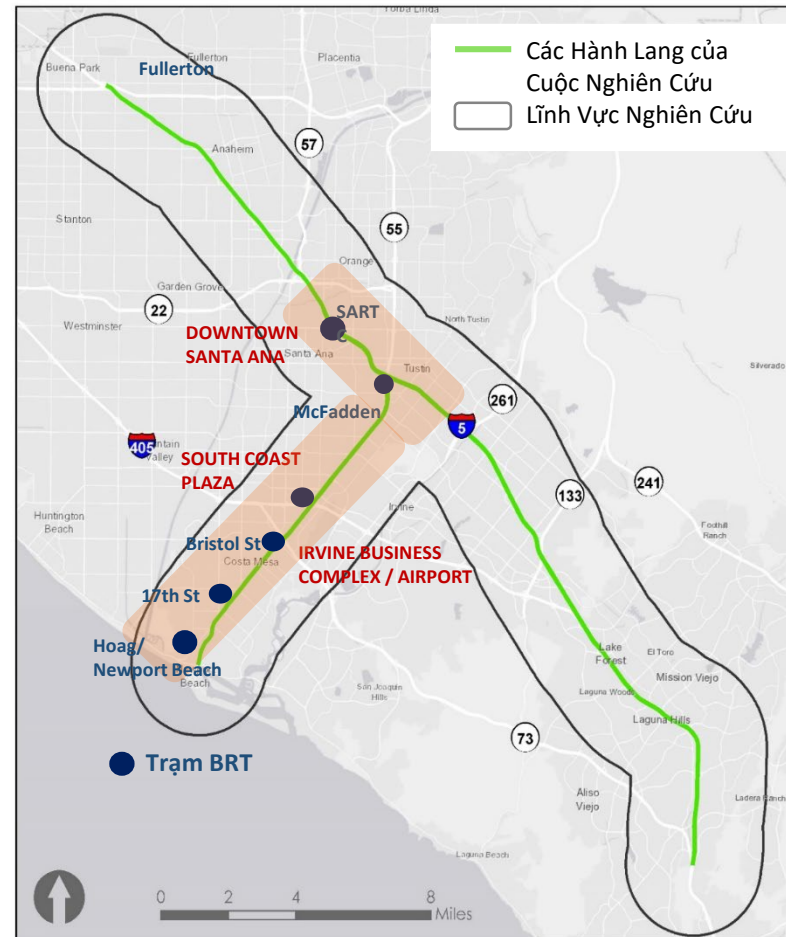 Yorba Linda
Buena Park
Fullerton
Fullerton
Placentia
Các Hành Lang của
Cuộc Nghiên Cứu
Lĩnh Vực Nghiên Cứu
57
Anaheim
Stanton
55
Orange
Garden Grove
22
Westminster
SART
C
North Tustin
DOWNTOWN
SANTA ANA
Santa Ana
Tustin
Silverado
261
McFadden
5
405
Valley
SOUTH COAST
PLAZA
241
133
Huntington
Beach
Irvine
Foothill
Ranch
Bristol St
IRVINE BUSINESS
COMPLEX / AIRPORT
Costa Mesa
17th St
Hoag/
Newport Beach
Beach
Lake
Forest
El Toro
Mission Viejo
San Joaquin
Hills
Laguna Woods
Laguna Hills
73
Trạm BRT
Aliso
Viejo
Ladera Ranch
Laguna Beach
0 2 4 8
Miles